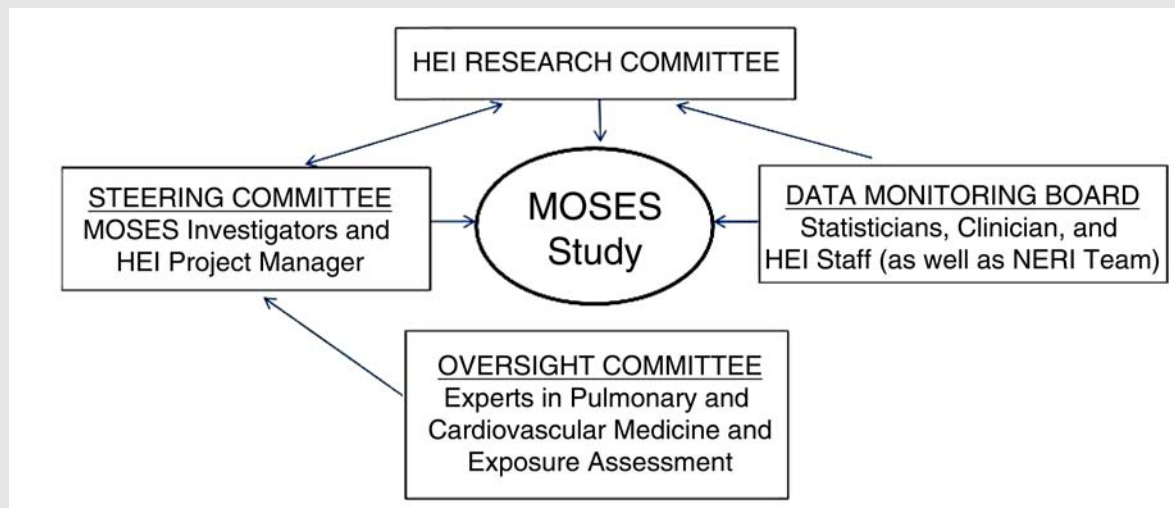 HEI RESEARCH COMMITTEE
STEERING COMMITTEE
MOSES Investigators and
HEI Project Manager
MOSES
Study
DATA MONITORING BOARD
Statisticians, Clinician, and
HEI Staff (as well as NERI Team)
OVERSIGHT COMMITTEE
Experts in Pulmonary and
Cardiovascular Medicine and
Exposure Assessment